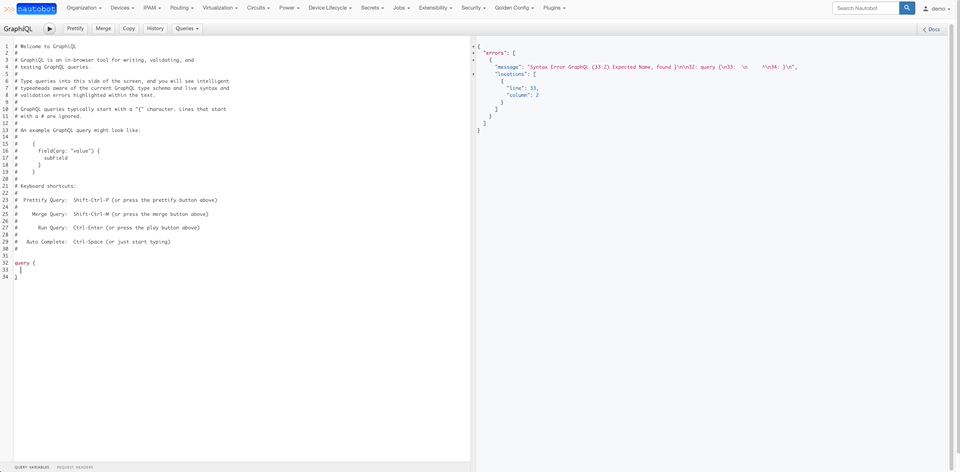 >>> nautobot Organization Devices IPAM Routing Virtualization Circuits Power Device Lifecycle Secrets Jobs Extensibility Security Golden Config Plugins Search Nautobot demo
GraphiQL Prettify Merge Copy History Queries < Docs
1 # Welcome to GraphiQL
2 #
3 # GraphiQL is an in-browser tool for writing, validating, and
4 # testing GraphQL queries.
5 #
6 # Type queries into this side of the screen, and you will see intelligent
7 # typeaheads aware of the current GraphQL type schema and live syntax and
8 # validation errors highlighted within the text.
9 #
10 # GraphQL queries typically start with a "{" character. Lines that start
11 # with a # are ignored.
12 #
13 # An example GraphQL query might look like:
14 #
15 # {
16 # field(arg: "value") {
17 # subField
18 # }
19 # }
20 #
21 # Keyboard shortcuts:
22 #
23 # Prettify Query: Shift-Ctrl-P (or press the prettify button above)
24 #
25 # Merge Query: Shift-Ctrl-M (or press the merge button above)
26 #
27 # Run Query: Ctrl-Enter (or press the play button above)
28 #
29 # Auto Complete: Ctrl-Space (or just start typing)
30 #
31
32 query {
33
34 }
{
"errors": [
{
"message": "Syntax Error GraphQL (33:2) Expected Name, found }\n\n32: query {\n33: \n ^\n34: }\n",
"locations": [
{
"line": 33,
"column": 2
}
]
}
]
}
QUERY VARIABLES REQUEST HEADERS